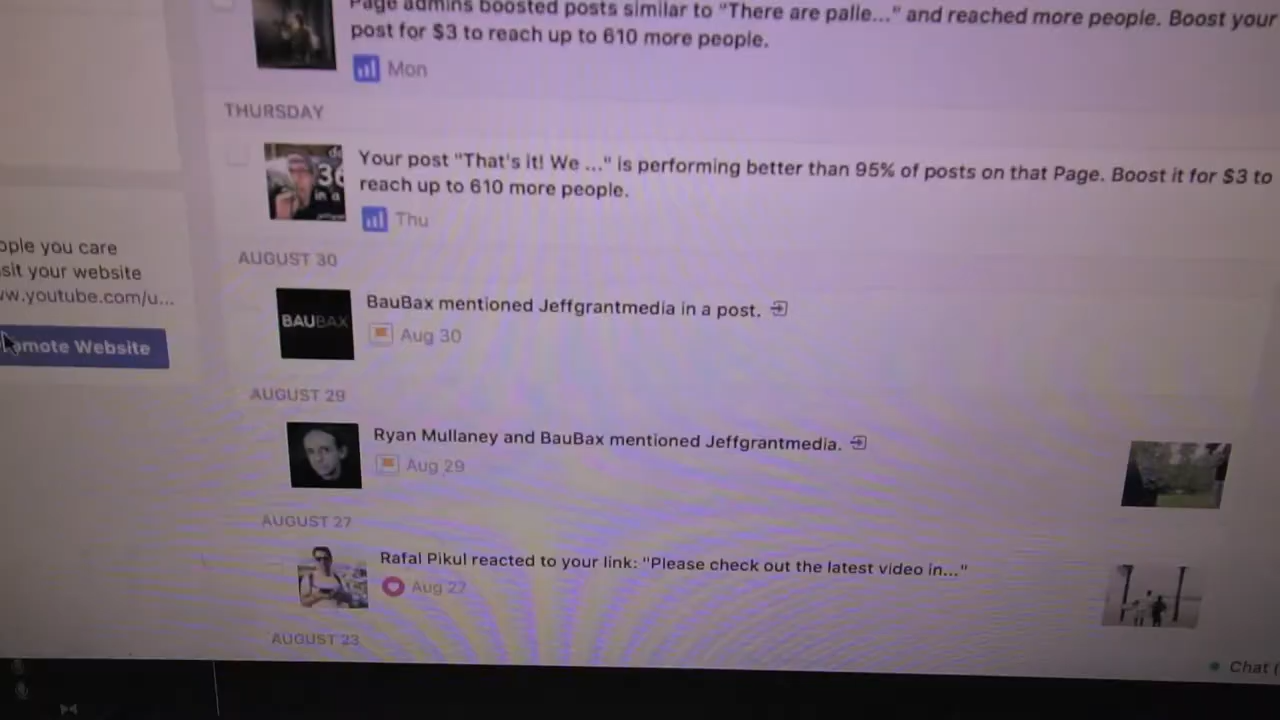 Page admins boosted posts similar to "There are palle..." and reached more people. Boost your
post for $3 to reach up to 610 more people.
Mon
THURSDAY
Your post "That's it! We ..." is performing better than 95% of posts on that Page. Boost it for $3 to
reach up to 610 more people.
Thu
ople you care
sit your website
w.youtube.com/u...
omote Website
AUGUST 30
BAUBAX
BauBax mentioned Jeffgrantmedia in a post.
Aug 30
AUGUST 29
Ryan Mullaney and BauBax mentioned Jeffgrantmedia.
Aug 29
AUGUST 27
Rafal Pikul reacted to your link: "Please check out the latest video in..."
Aug 27
AUGUST 23
Chat (